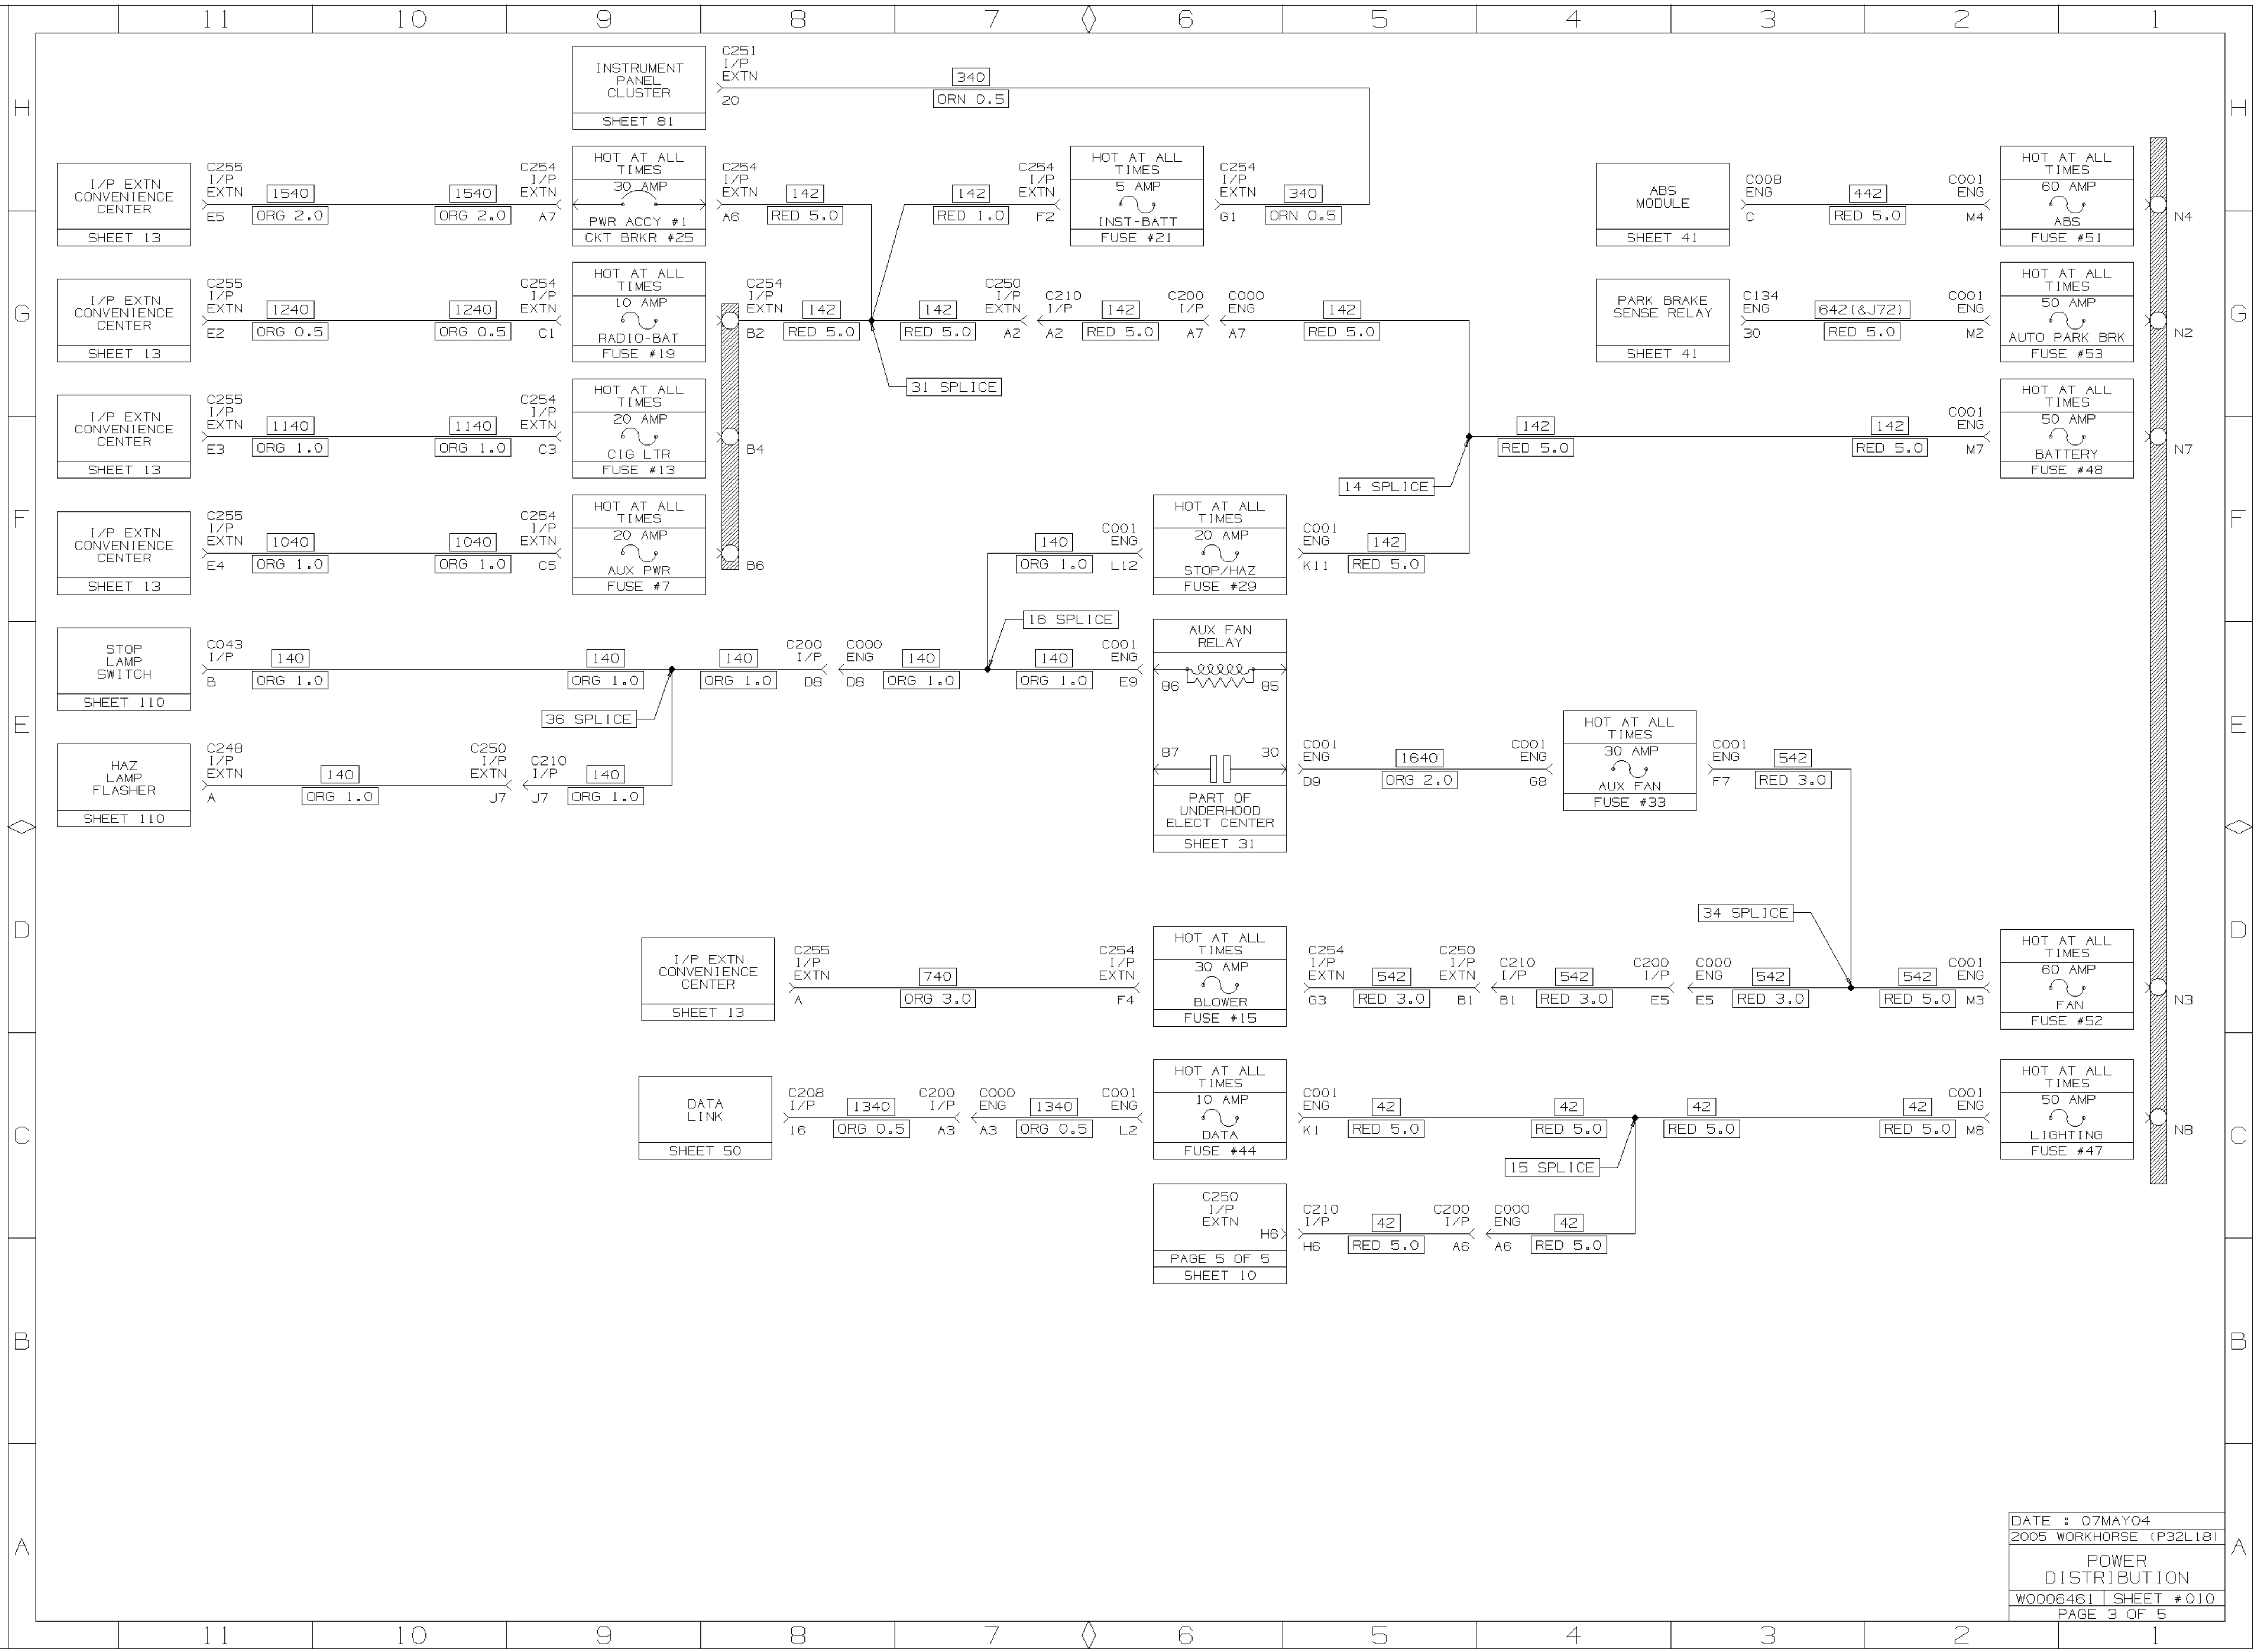 11 10 9 8 7 6 5 4 3 2 1
H
H
INSTRUMENT
PANEL
CLUSTER
SHEET 81
C251
I/P
EXTN
20
340
ORN 0.5
I/P EXTN
CONVENIENCE
CENTER
SHEET 13
C255
I/P
EXTN
E5
1540
ORG 2.0
1540
ORG 2.0
C254
I/P
EXTN
A7
HOT AT ALL
TIMES
30 AMP
PWR ACCY #1
CKT BRKR #25
C254
I/P
EXTN
A6
142
RED 5.0
142
RED 1.0
C254
I/P
EXTN
F2
HOT AT ALL
TIMES
5 AMP
INST-BATT
FUSE #21
C254
I/P
EXTN
G1
340
ORN 0.5
ABS
MODULE
SHEET 41
C008
ENG
C
442
RED 5.0
C001
ENG
M4
HOT AT ALL
TIMES
60 AMP
ABS
FUSE #51
N4
G
G
I/P EXTN
CONVENIENCE
CENTER
SHEET 13
C255
I/P
EXTN
E2
1240
ORG 0.5
1240
ORG 0.5
C254
I/P
EXTN
C1
HOT AT ALL
TIMES
10 AMP
RADIO-BAT
FUSE #19
C254
I/P
EXTN
B2
142
RED 5.0
142
RED 5.0
C250
I/P
EXTN
A2
C210
I/P
A2
142
RED 5.0
C200
I/P
A7
C000
ENG
A7
142
RED 5.0
31 SPLICE
PARK BRAKE
SENSE RELAY
SHEET 41
C134
ENG
30
642(&J72)
RED 5.0
C001
ENG
M2
HOT AT ALL
TIMES
50 AMP
AUTO PARK BRK
FUSE #53
N2
I/P EXTN
CONVENIENCE
CENTER
SHEET 13
C255
I/P
EXTN
E3
1140
ORG 1.0
1140
ORG 1.0
C254
I/P
EXTN
C3
HOT AT ALL
TIMES
20 AMP
CIG LTR
FUSE #13
B4
14 SPLICE
142
RED 5.0
142
RED 5.0
C001
ENG
M7
HOT AT ALL
TIMES
50 AMP
BATTERY
FUSE #48
N7
F
F
I/P EXTN
CONVENIENCE
CENTER
SHEET 13
C255
I/P
EXTN
E4
1040
ORG 1.0
1040
ORG 1.0
C254
I/P
EXTN
C5
HOT AT ALL
TIMES
20 AMP
AUX PWR
FUSE #7
B6
140
ORG 1.0
C001
ENG
L12
HOT AT ALL
TIMES
20 AMP
STOP/HAZ
FUSE #29
C001
ENG
K11
142
RED 5.0
STOP
LAMP
SWITCH
SHEET 110
C043
I/P
B
140
ORG 1.0
140
ORG 1.0
36 SPLICE
140
ORG 1.0
C200
I/P
D8
C000
ENG
D8
140
ORG 1.0
16 SPLICE
140
ORG 1.0
C001
ENG
E9
AUX FAN
RELAY
86
85
87
30
PART OF
UNDERHOOD
ELECT CENTER
SHEET 31
E
E
HAZ
LAMP
FLASHER
SHEET 110
C248
I/P
EXTN
A
140
ORG 1.0
C250
I/P
EXTN
J7
C210
I/P
J7
140
ORG 1.0
C001
ENG
D9
1640
ORG 2.0
C001
ENG
G8
HOT AT ALL
TIMES
30 AMP
AUX FAN
FUSE #33
C001
ENG
F7
542
RED 3.0
D
D
34 SPLICE
I/P EXTN
CONVENIENCE
CENTER
SHEET 13
C255
I/P
EXTN
A
740
ORG 3.0
C254
I/P
EXTN
F4
HOT AT ALL
TIMES
30 AMP
BLOWER
FUSE #15
C254
I/P
EXTN
G3
542
RED 3.0
C250
I/P
EXTN
B1
C210
I/P
B1
542
RED 3.0
C200
I/P
E5
C000
ENG
E5
542
RED 3.0
542
RED 5.0
C001
ENG
M3
HOT AT ALL
TIMES
60 AMP
FAN
FUSE #52
N3
C
C
DATA
LINK
SHEET 50
C208
I/P
16
1340
ORG 0.5
C200
I/P
A3
C000
ENG
A3
1340
ORG 0.5
C001
ENG
L2
HOT AT ALL
TIMES
10 AMP
DATA
FUSE #44
C001
ENG
K1
42
RED 5.0
42
RED 5.0
42
RED 5.0
42
RED 5.0
C001
ENG
M8
HOT AT ALL
TIMES
50 AMP
LIGHTING
FUSE #47
N8
15 SPLICE
C250
I/P
EXTN
H6
PAGE 5 OF 5
SHEET 10
C210
I/P
H6
42
RED 5.0
C200
I/P
A6
C000
ENG
A6
42
RED 5.0
B
B
A
A
DATE : 07MAY04
2005 WORKHORSE (P32L18)
POWER
DISTRIBUTION
W0006461 SHEET #010
PAGE 3 OF 5
11 10 9 8 7 6 5 4 3 2 1